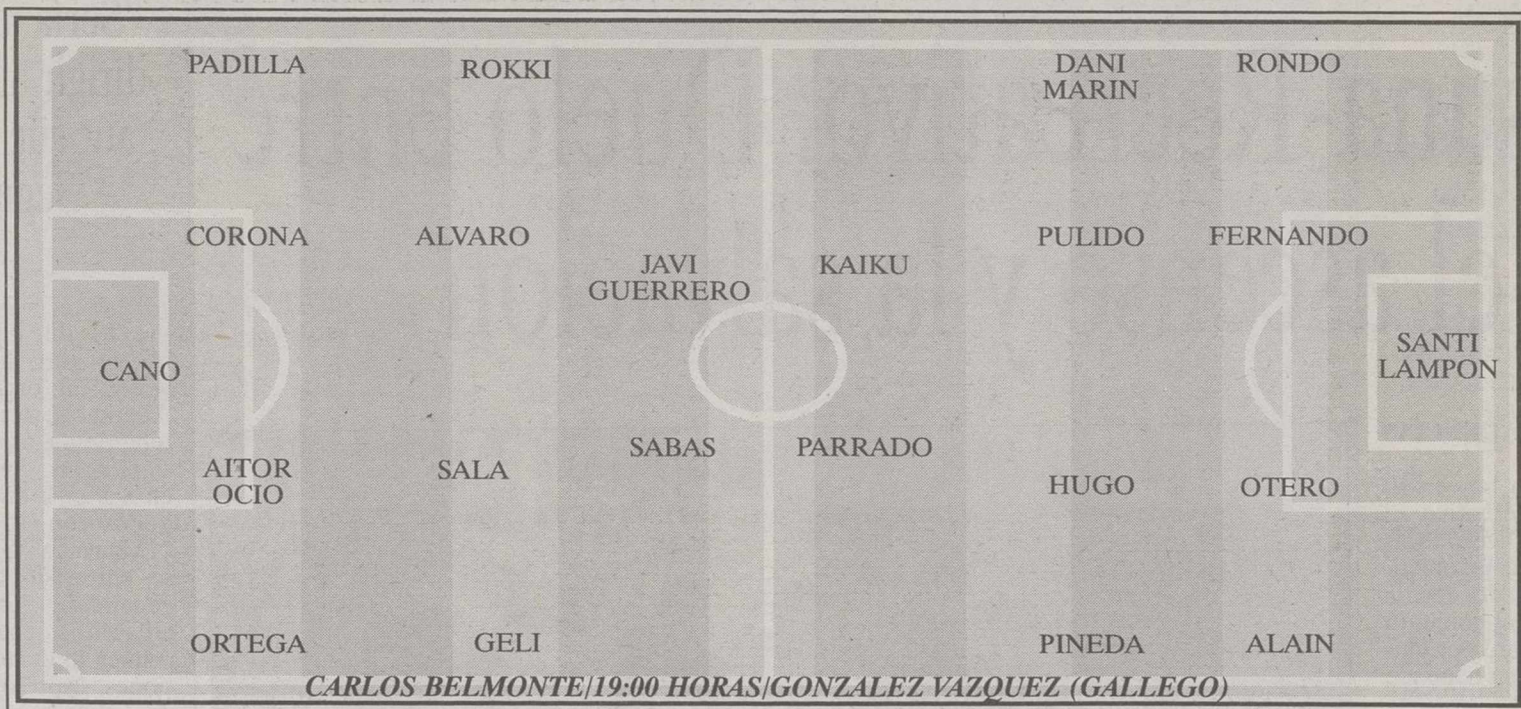 PADILLA
ROKKI
DANI
MARIN
RONDO
CORONA
ALVARO
JAVI
GUERRERO
KAIKU
PULIDO
FERNANDO
CANO
SANTI
LAMPON
AITOR
OCIO
SALA
SABAS
PARRADO
HUGO
OTERO
ORTEGA
GELI
PINEDA
ALAIN
CARLOS BELMONTE/19:00 HORAS/GONZALEZ VAZQUEZ (GALLEGO)